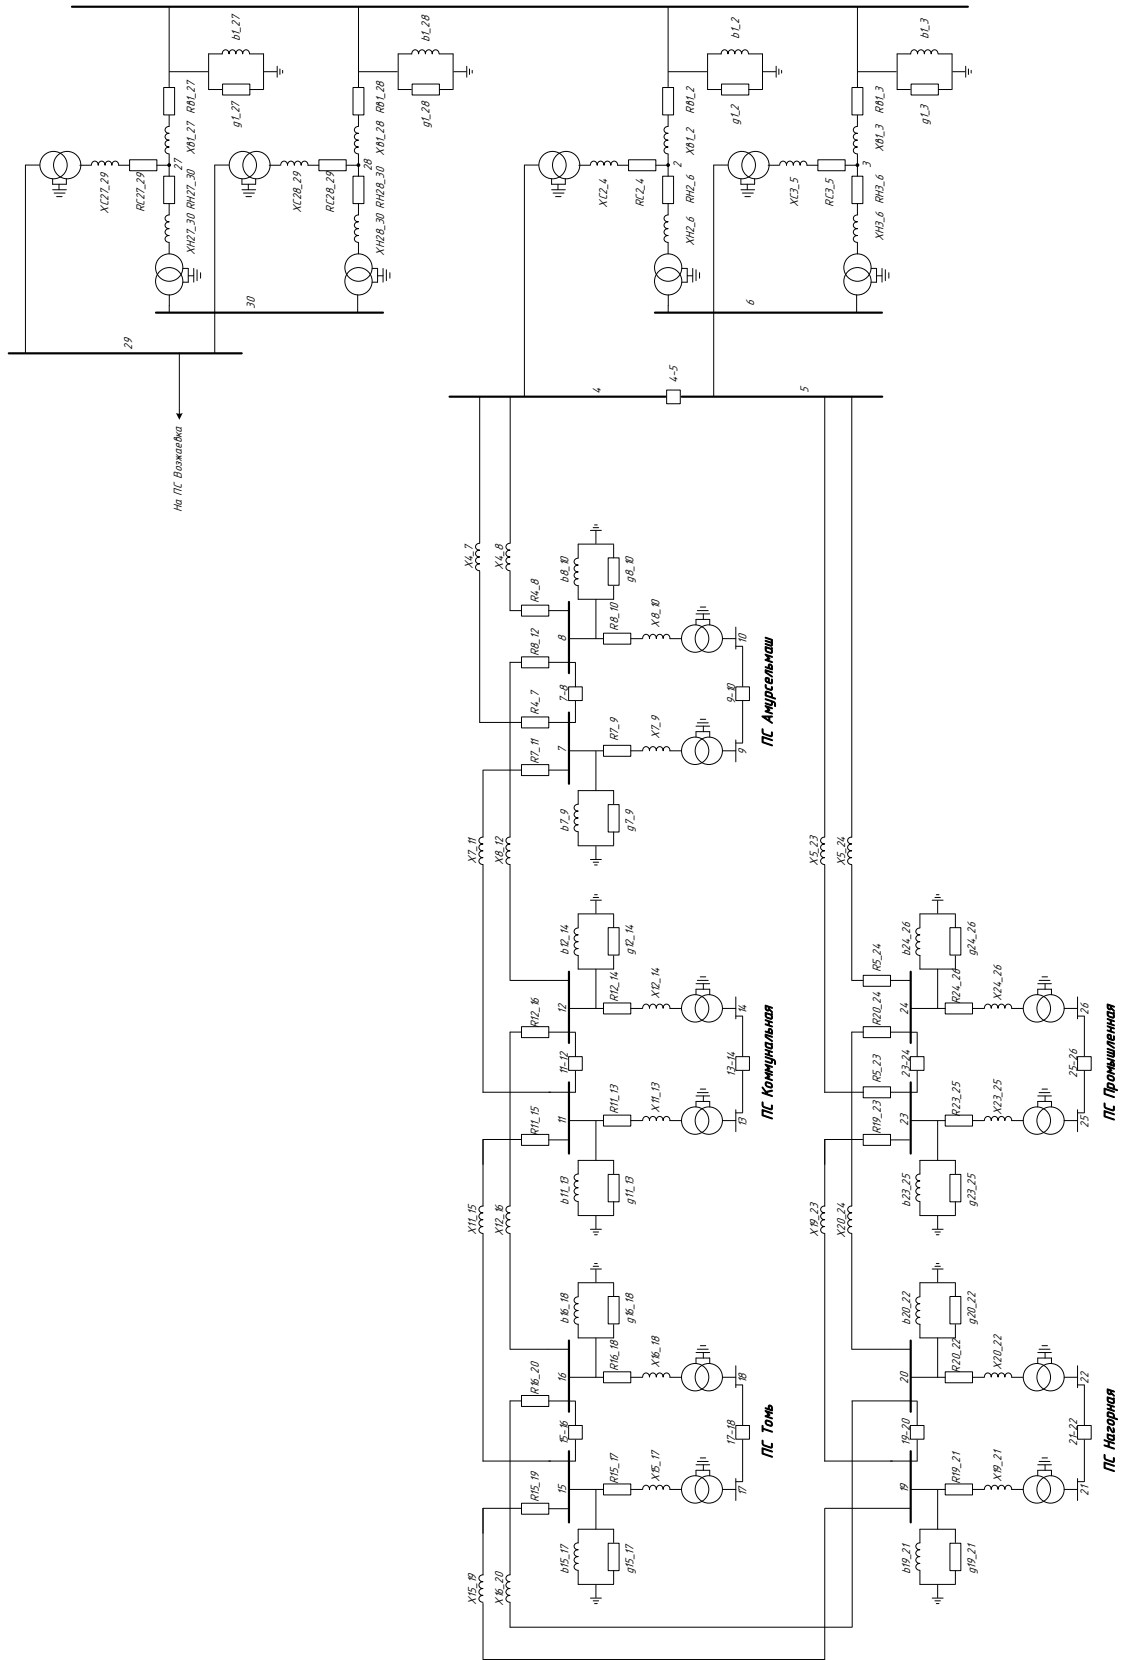 b1_27
g1_27
RВ1_27
XВ1_27
27
XC27_29
RC27_29
RH27_30
XH27_30
b1_28
g1_28
RВ1_28
XВ1_28
28
XC28_29
RC28_29
RH28_30
XH28_30
30
29
На ПС Возжаевка
b1_2
g1_2
RВ1_2
XВ1_2
2
XC2_4
RC2_4
RH2_6
XH2_6
b1_3
g1_3
RВ1_3
XВ1_3
3
XC3_5
RC3_5
RH3_6
XH3_6
6
4
4-5
5
X4_7
X4_8
R4_8
R8_12
8
b8_10
g8_10
R8_10
X8_10
10
7-8
9-10
R4_7
R7_11
7
R7_9
X7_9
9
b7_9
g7_9
ПС Амурсельмаш
X7_11
X8_12
b12_14
g12_14
R12_14
X12_14
14
12
R12_16
11-12
13-14
R11_15
11
R11_13
X11_13
13
b11_13
g11_13
ПС Коммунальная
X11_15
X12_16
b16_18
g16_18
R16_18
X16_18
18
16
R16_20
15-16
17-18
R15_19
15
R15_17
X15_17
17
b15_17
g15_17
ПС Томь
X15_19
X16_20
X5_23
X5_24
b24_26
g24_26
R5_24
R20_24
24
R24_26
X24_26
26
23-24
25-26
R5_23
R19_23
23
R23_25
X23_25
25
b23_25
g23_25
ПС Промышленная
X19_23
X20_24
b20_22
g20_22
20
R20_22
X20_22
22
19-20
21-22
19
R19_21
X19_21
21
b19_21
g19_21
ПС Нагорная